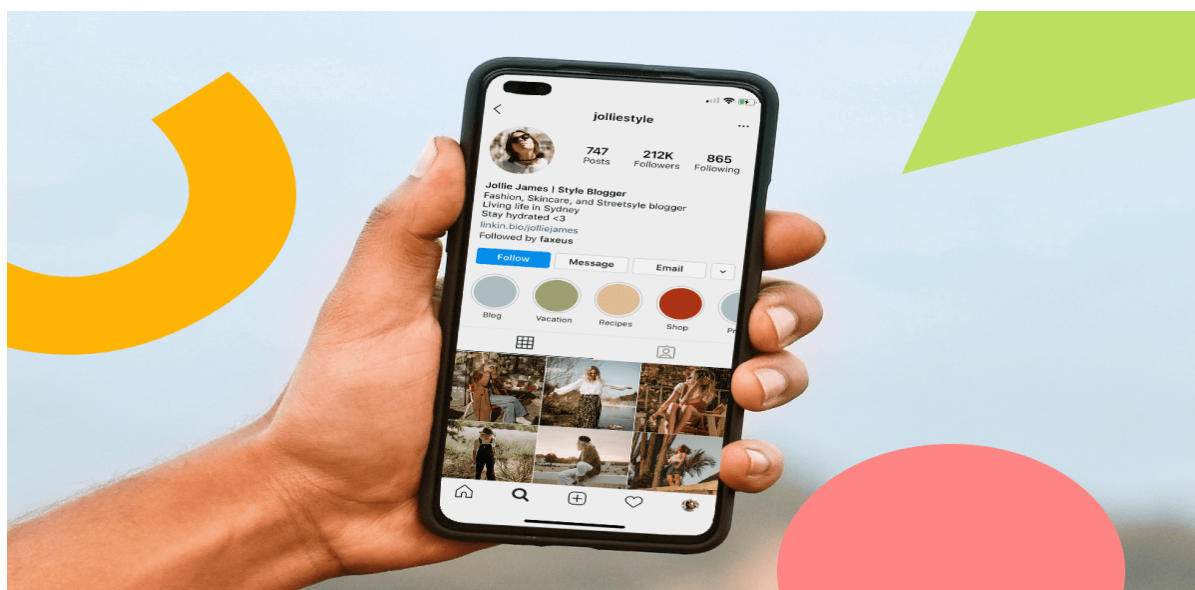 jolliestyle
747 212K 865
Posts Followers Following
Jollie James | Style Blogger
Fashion, Skincare, and Streetsyle blogger
Living life in Sydney
Stay hydrated <3
linkin.bio/jolliejames
Followed by faxeus
Follow Message Email
Blog Vacation Recipes Shop